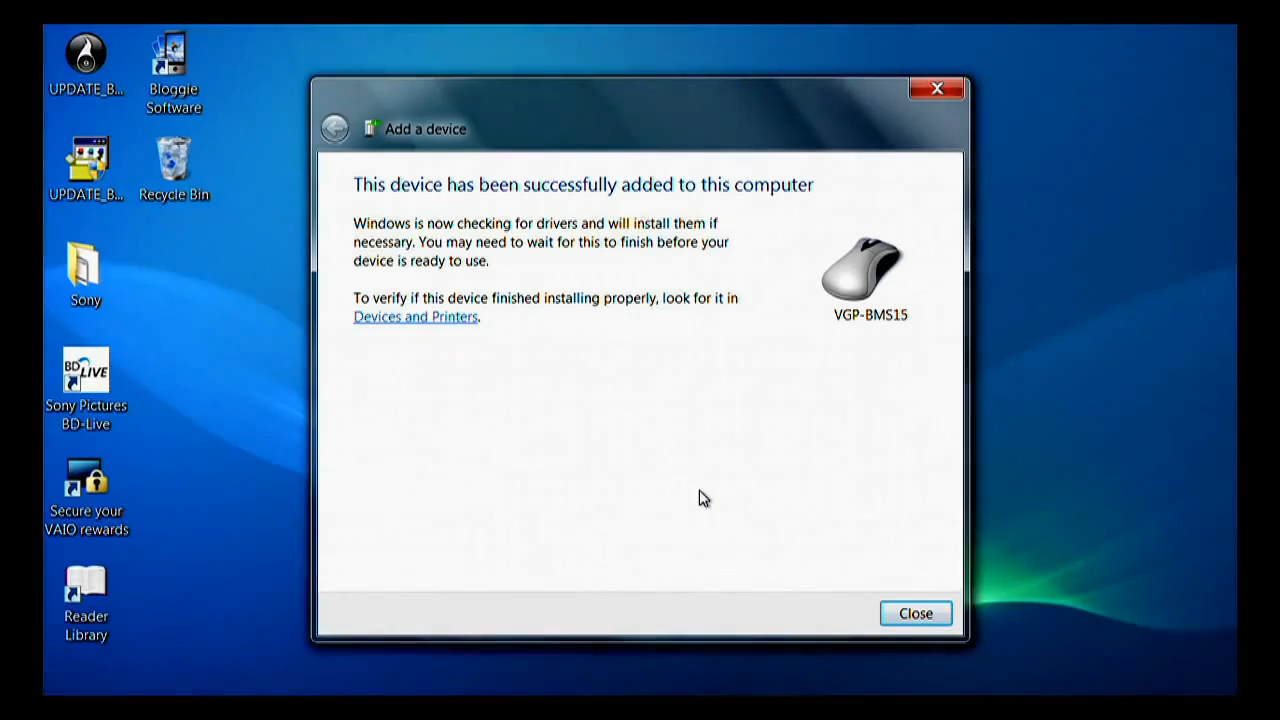 UPDATE_B...
Bloggie
Software
UPDATE_B...
Recycle Bin
Sony
BD LIVE
Sony Pictures
BD-Live
Secure your
VAIO rewards
Reader
Library
Add a device
This device has been successfully added to this computer
Windows is now checking for drivers and will install them if
necessary. You may need to wait for this to finish before your
device is ready to use.
To verify if this device finished installing properly, look for it in
Devices and Printers.
VGP-BMS15
Close